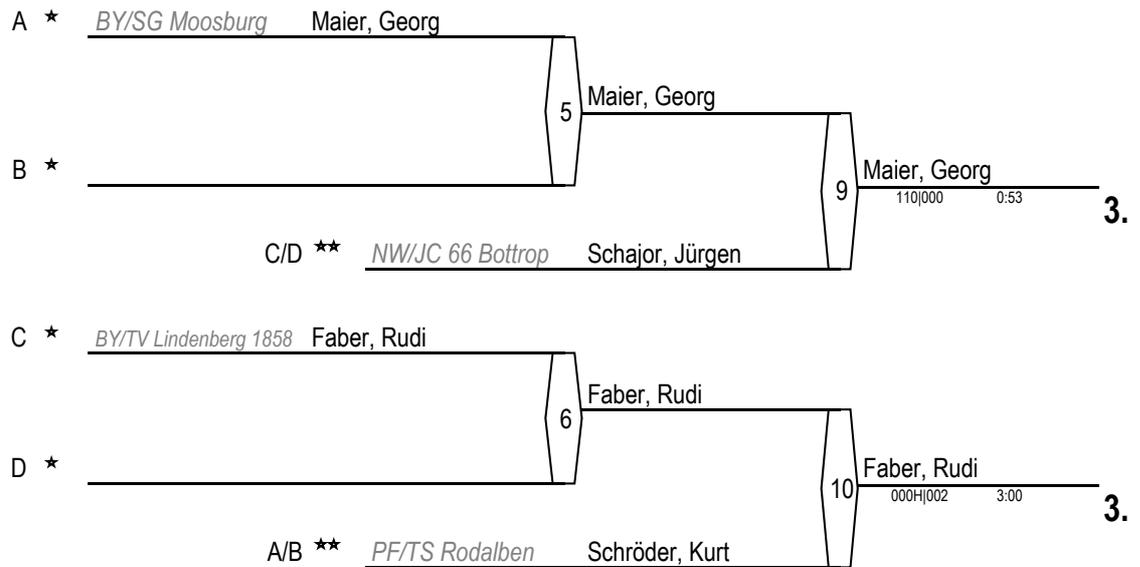 A ★ BY/SG Moosburg Maier, Georg
5 Maier, Georg
B ★
9 Maier, Georg
110|000 0:53
3.
C/D ★★ NW/JC 66 Bottrop Schajor, Jürgen
C ★ BY/TV Lindenberg 1858 Faber, Rudi
6 Faber, Rudi
D ★
10 Faber, Rudi
000H|002 3:00
3.
A/B ★★ PF/TS Rodalben Schröder, Kurt